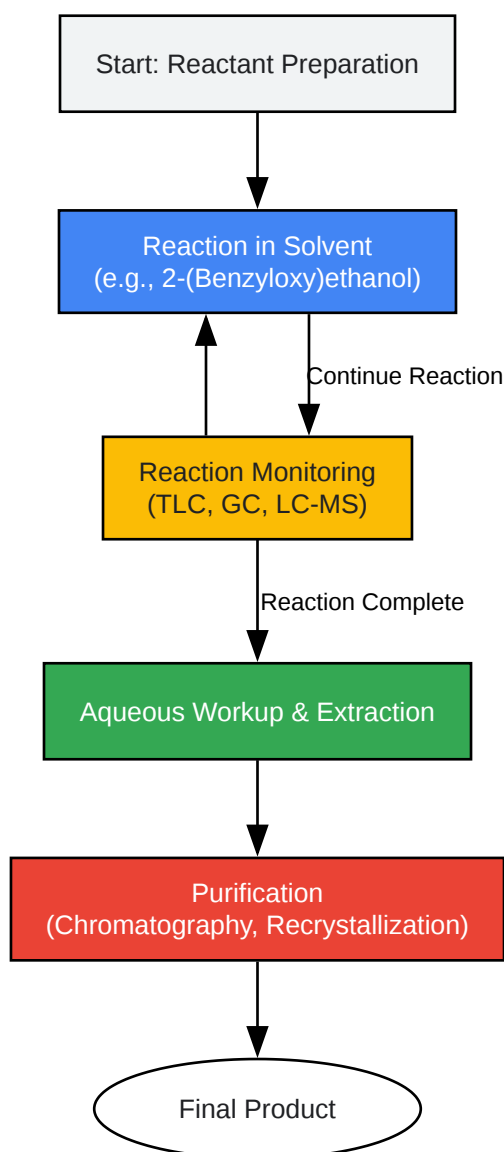 Start: Reactant Preparation
Reaction in Solvent
(e.g., 2-(Benzyloxy)ethanol)
Continue Reaction
Reaction Monitoring
(TLC, GC, LC-MS)
Reaction Complete
Aqueous Workup & Extraction
Purification
(Chromatography, Recrystallization)
Final Product